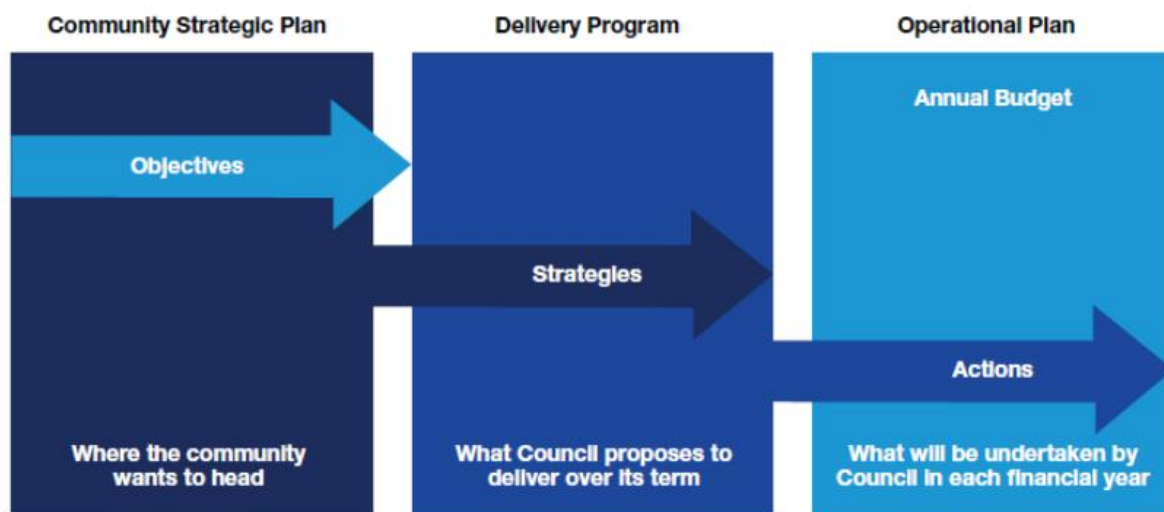 Community Strategic Plan
Delivery Program
Operational Plan
Annual Budget
Objectives
Strategies
Actions
Where the community
wants to head
What Council proposes to
deliver over its term
What will be undertaken by
Council in each financial year